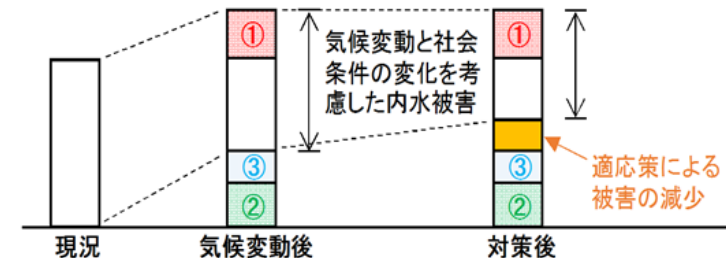 ①
気候変動と社会
条件の変化を考
慮した内水被害
③
②
①
③
②
適応策による
被害の減少
現況
気候変動後
対策後